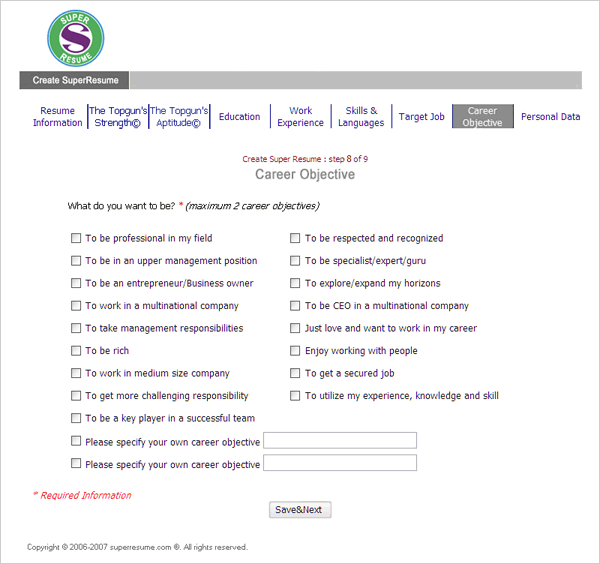 SUPER
S
RESUME
Create SuperResume
Resume Information
The Topgun's Strength©
The Topgun's Aptitude©
Education
Work Experience
Skills & Languages
Target Job
Career Objective
Personal Data
Create Super Resume : step 8 of 9
Career Objective
What do you want to be? * (maximum 2 career objectives)
To be professional in my field
To be respected and recognized
To be in an upper management position
To be specialist/expert/guru
To be an entrepreneur/Business owner
To explore/expand my horizons
To work in a multinational company
To be CEO in a multinational company
To take management responsibilities
Just love and want to work in my career
To be rich
Enjoy working with people
To work in medium size company
To get a secured job
To get more challenging responsibility
To utilize my experience, knowledge and skill
To be a key player in a successful team
Please specify your own career objective
Please specify your own career objective
* Required Information
Save&Next
Copyright © 2006-2007 superresume.com ®. All rights reserved.